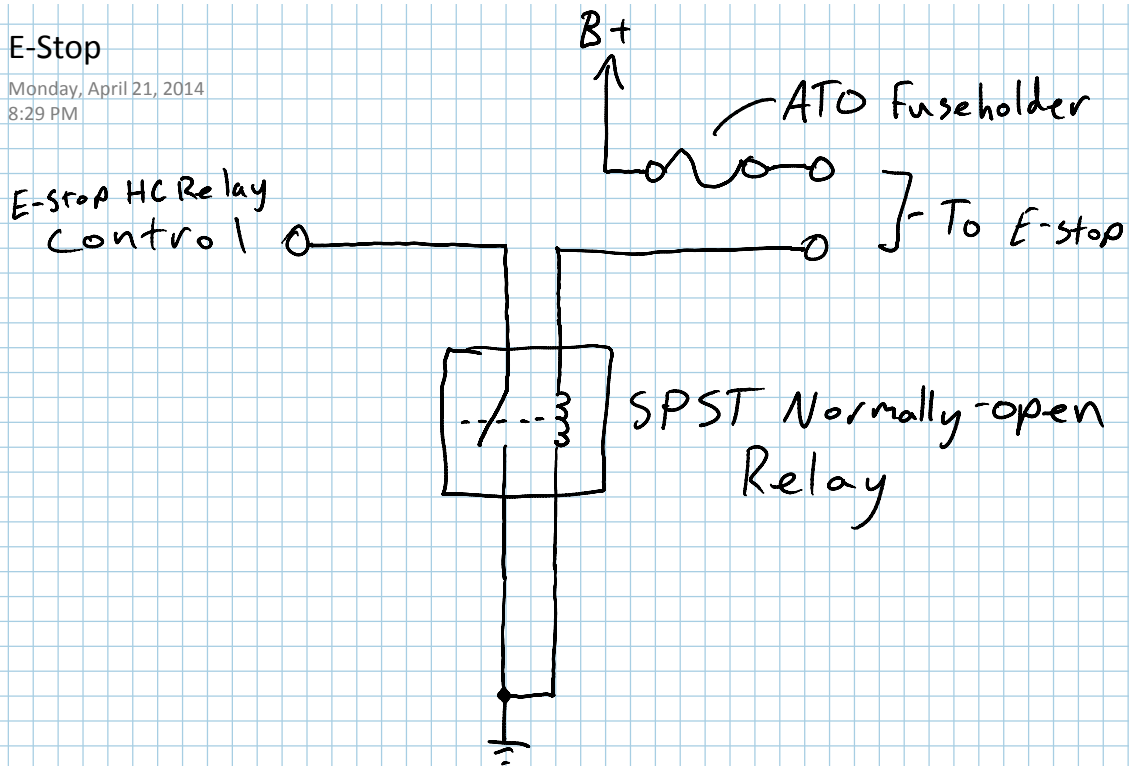 E-Stop
Monday, April 21, 2014
8:29 PM
B+
ATO Fuseholder
E-stop HC Relay
Control
To E-stop
SPST Normally-open
Relay